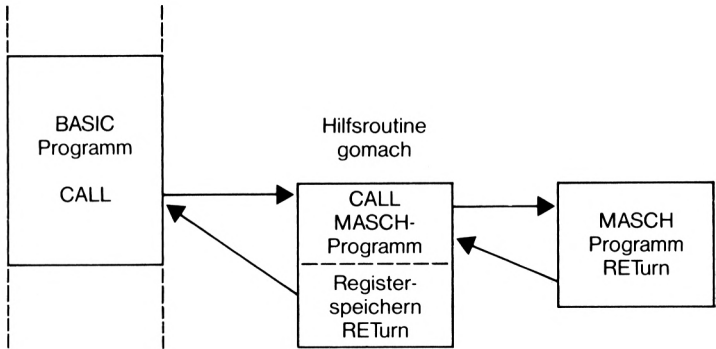 BASIC
Programm
CALL
Hilfsroutine
gomach
CALL
MASCH-
Programm
Register-
speichern
RETurn
MASCH
Programm
RETurn